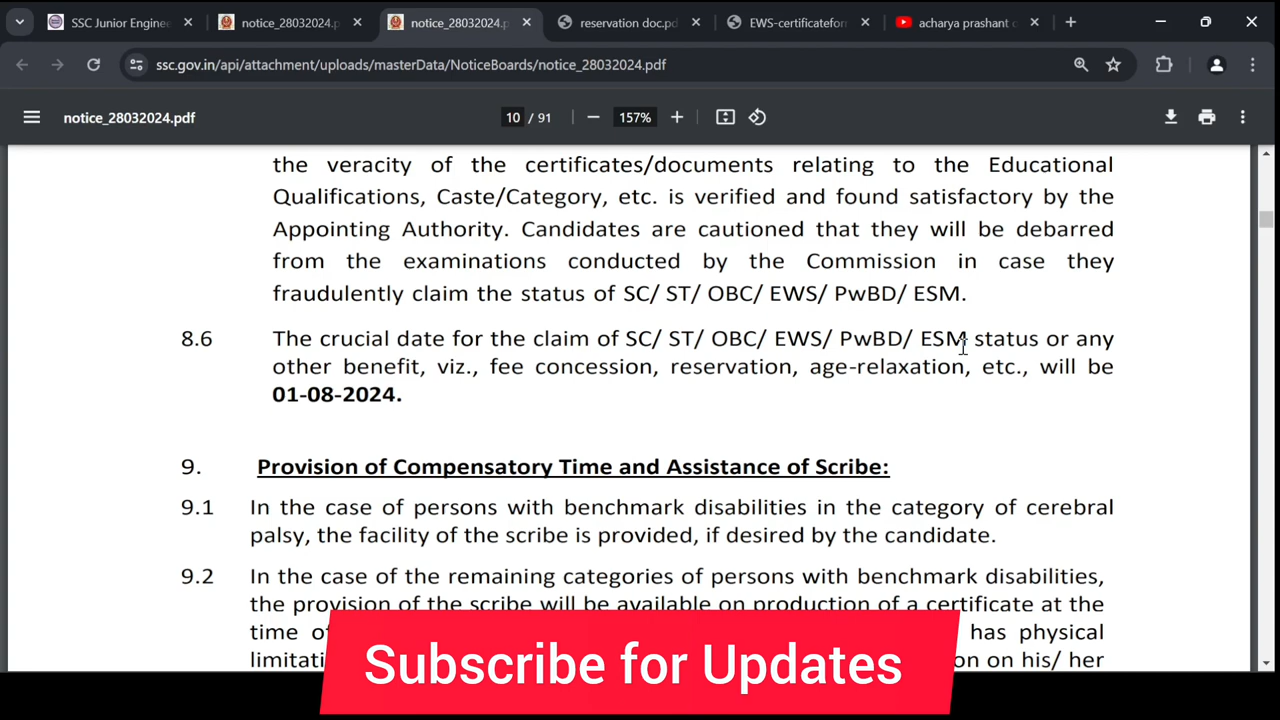 SSC Junior Engine
notice_28032024.p
notice_28032024.p
reservation doc.pd
EWS-certificatefor
acharya prashant
ssc.gov.in/api/attachment/uploads/masterData/NoticeBoards/notice_28032024.pdf
notice_28032024.pdf
10 / 91
157%
the veracity of the certificates/documents relating to the Educational
Qualifications, Caste/Category, etc. is verified and found satisfactory by the
Appointing Authority. Candidates are cautioned that they will be debarred
from the examinations conducted by the Commission in case they
fraudulently claim the status of SC/ ST/ OBC/ EWS/ PwBD/ ESM.
8.6 The crucial date for the claim of SC/ ST/ OBC/ EWS/ PwBD/ ESM status or any
other benefit, viz., fee concession, reservation, age-relaxation, etc., will be
01-08-2024.
9. Provision of Compensatory Time and Assistance of Scribe:
9.1 In the case of persons with benchmark disabilities in the category of cerebral
palsy, the facility of the scribe is provided, if desired by the candidate.
9.2 In the case of the remaining categories of persons with benchmark disabilities,
the provision of the scribe will be available on production of a certificate at the
time of has physical
on his/ her
Subscribe for Updates